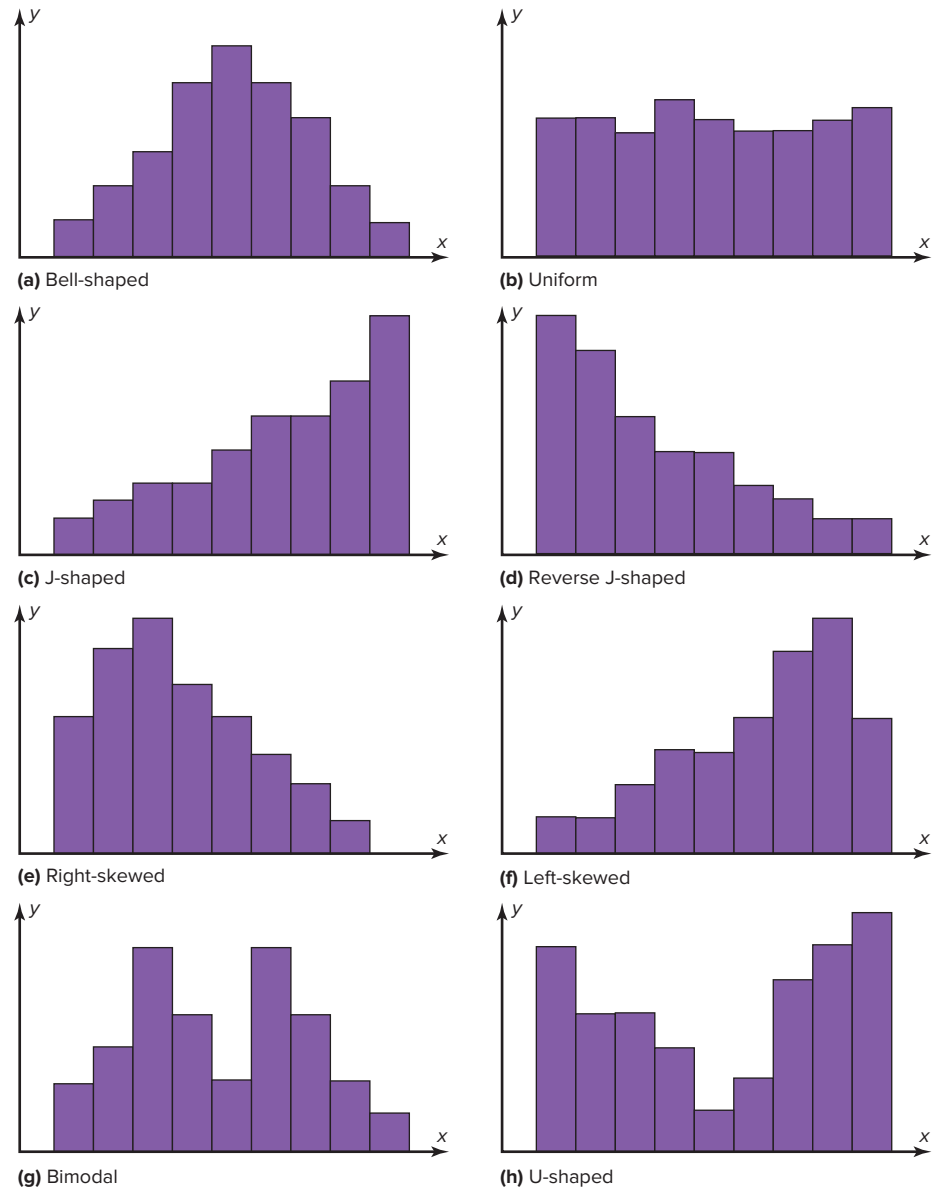 y
x
(a) Bell-shaped
y
x
(b) Uniform
y
x
(c) J-shaped
y
x
(d) Reverse J-shaped
y
x
(e) Right-skewed
y
x
(f) Left-skewed
y
x
(g) Bimodal
y
x
(h) U-shaped